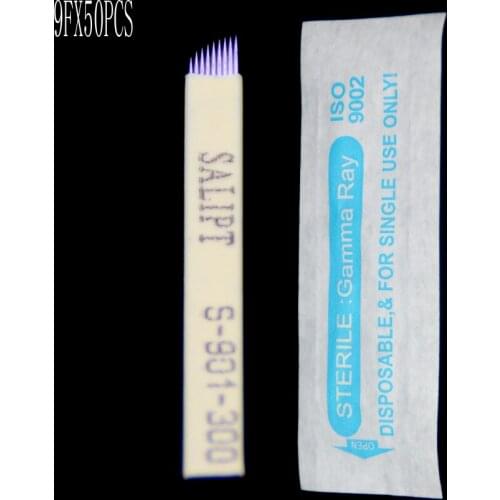 9FX50PCS
SALIPT
S-901-300
ISO
9002
STERILE :Gamma Ray
DISPOSABLE,& FOR SINGLE USE ONLY!
OPEN